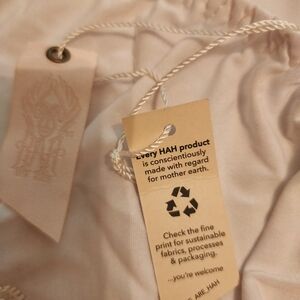 Every HAH product
is conscientiously
made with regard
for mother earth.
Check the fine
print for sustainable
fabrics, processes
& packaging.
...you're welcome
ARE_HAH